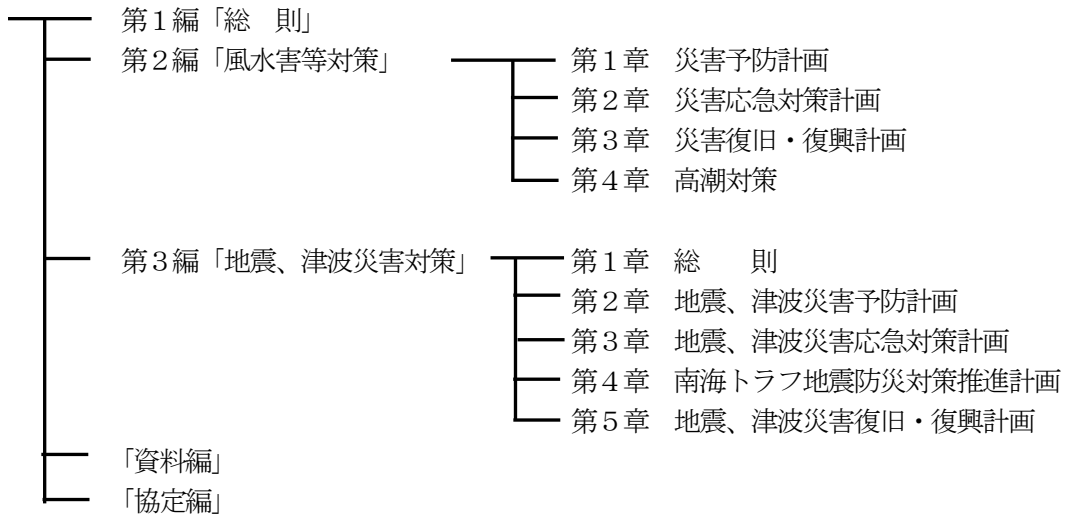 第１編「総　則」
第２編「風水害等対策」　第１章　災害予防計画
第２章　災害応急対策計画
第３章　災害復旧・復興計画
第４章　高潮対策
第３編「地震、津波災害対策」　第１章　総　　則
第２章　地震、津波災害予防計画
第３章　地震、津波災害応急対策計画
第４章　南海トラフ地震防災対策推進計画
第５章　地震、津波災害復旧・復興計画
「資料編」
「協定編」